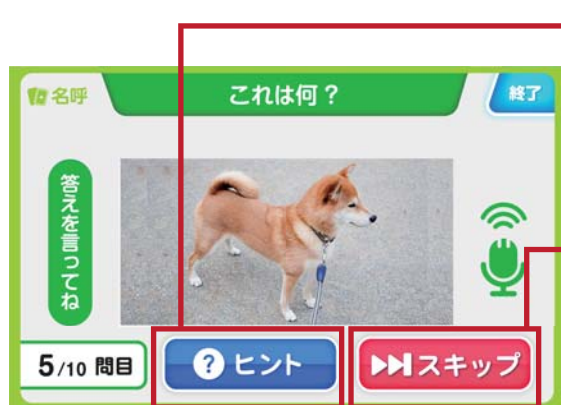 名呼
これは何？
終了
答えを言ってね
5/10 問目
? ヒント
スキップ